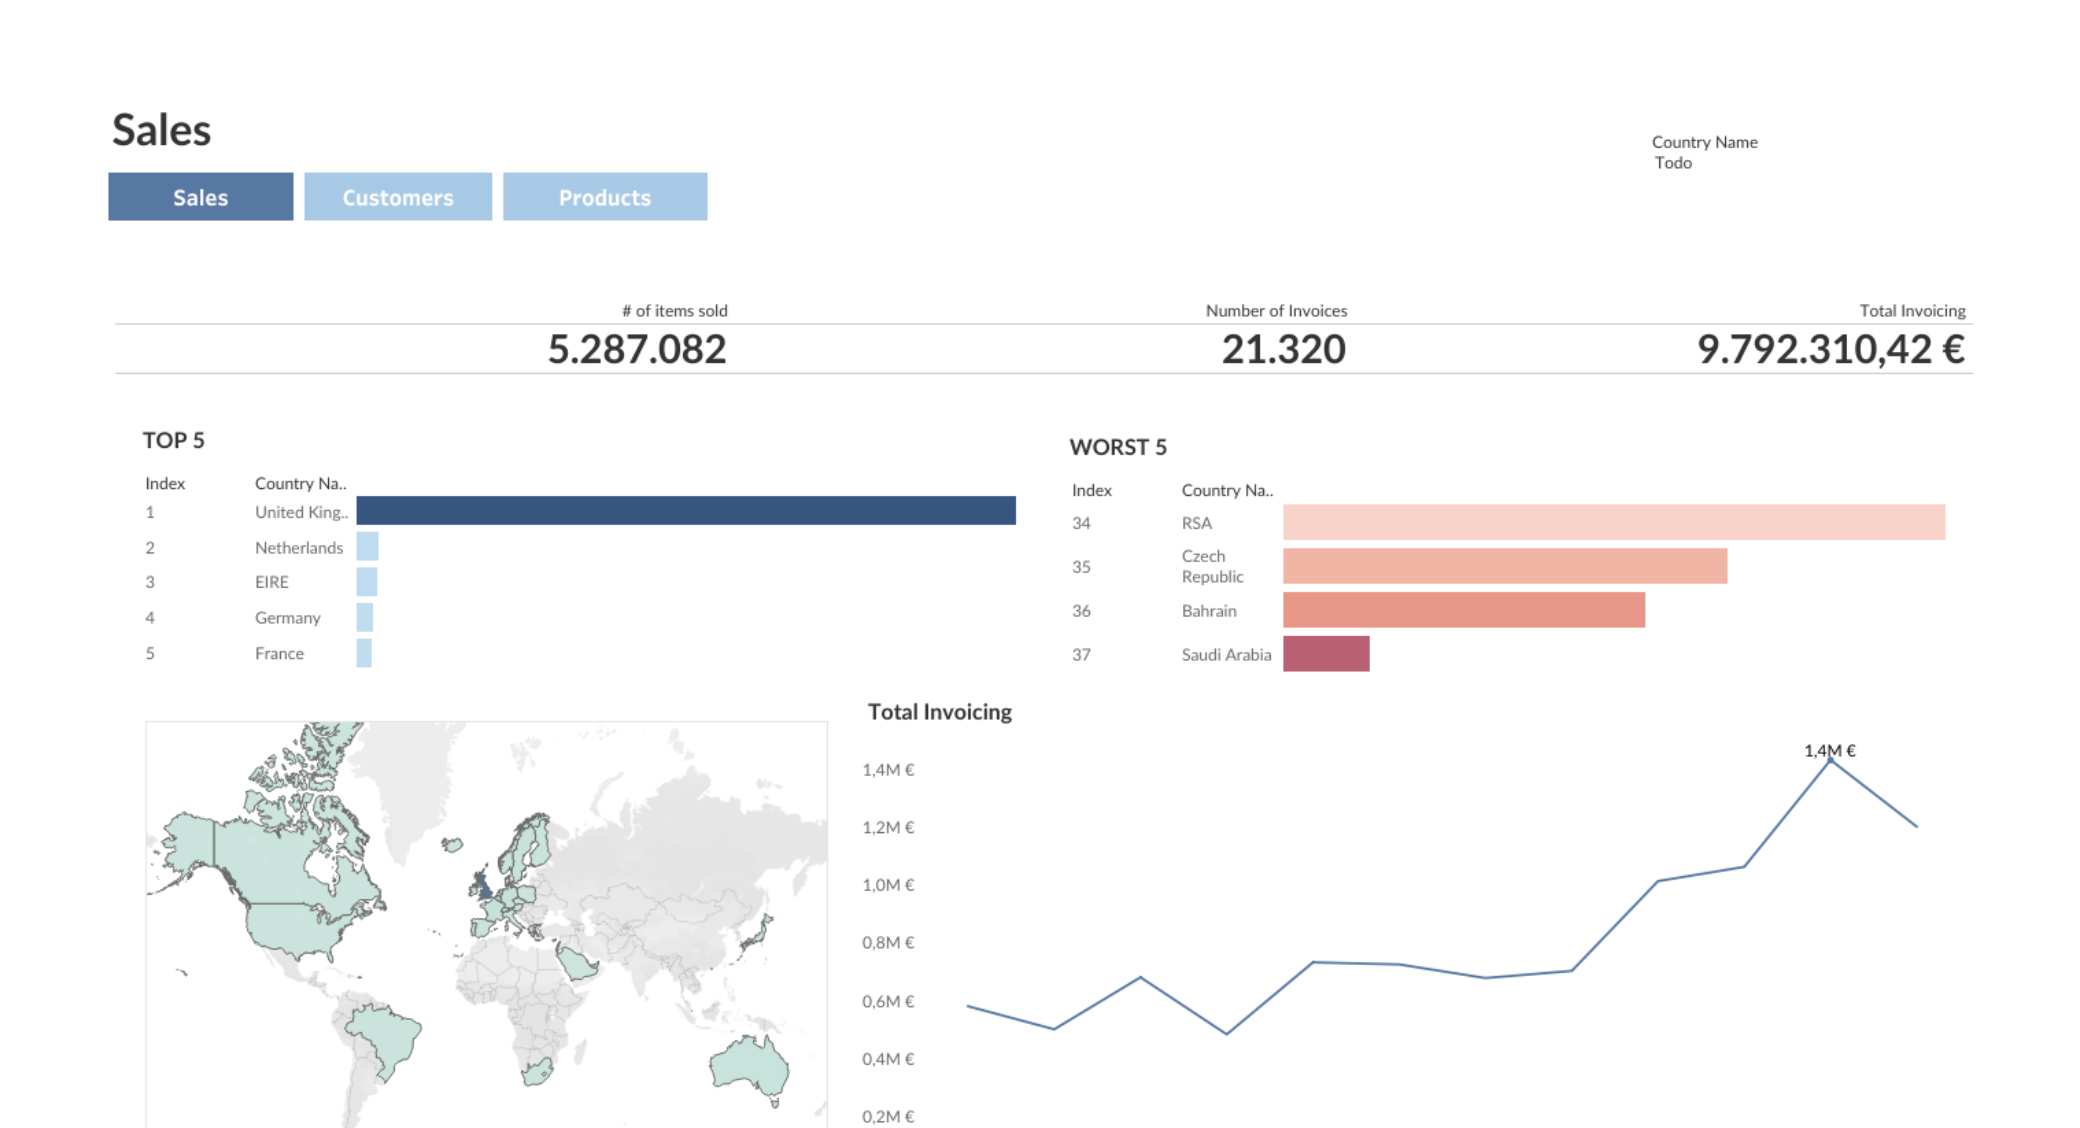 Sales
Country Name
Todo
Sales Customers Products
# of items sold Number of Invoices Total Invoicing
5.287.082 21.320 9.792.310,42 €
TOP 5
Index Country Na..
1 United King..
2 Netherlands
3 EIRE
4 Germany
5 France
WORST 5
Index Country Na..
34 RSA
35 Czech
Republic
36 Bahrain
37 Saudi Arabia
Total Invoicing
1,4M €
1,4M €
1,2M €
1,0M €
0,8M €
0,6M €
0,4M €
0,2M €